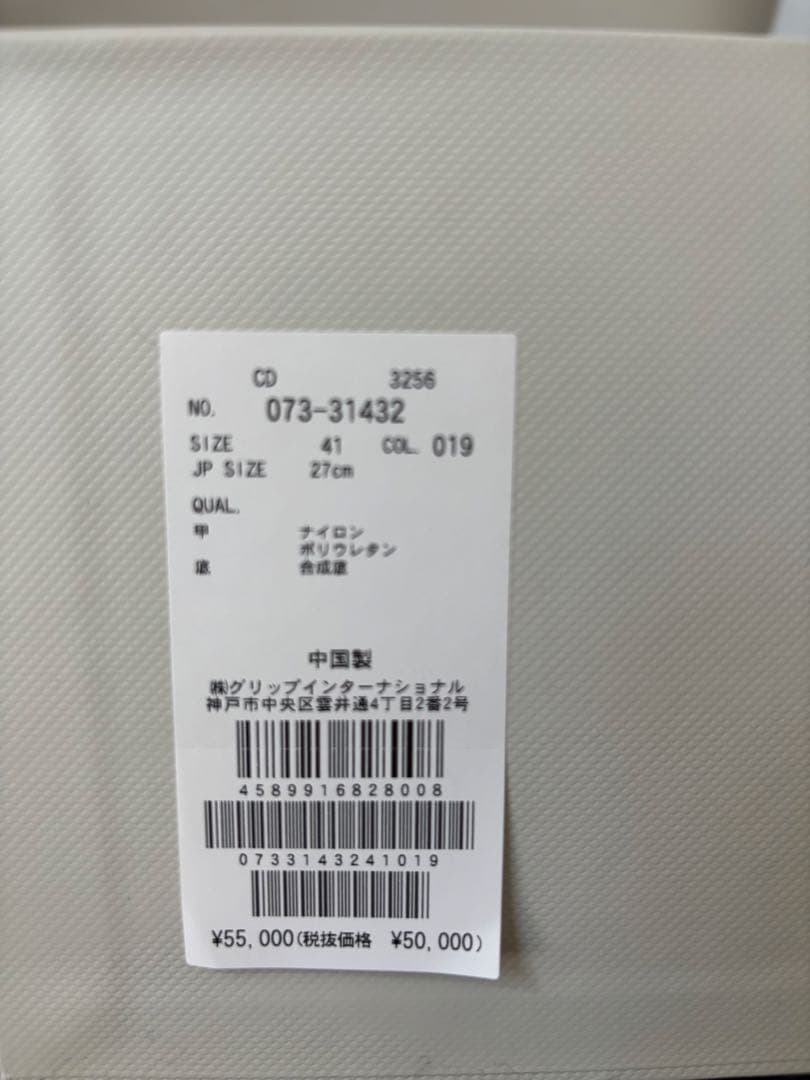 CD 3256
NO. 073-31432
SIZE 41 COL. 019
JP SIZE 27cm
QUAL.
甲 ナイロン
ポリウレタン
底 合成底
中国製
㈱グリップインターナショナル
神戸市中央区雲井通4丁目2番2号
4589916828008
0733143241019
¥55,000(税抜価格 ¥50,000)